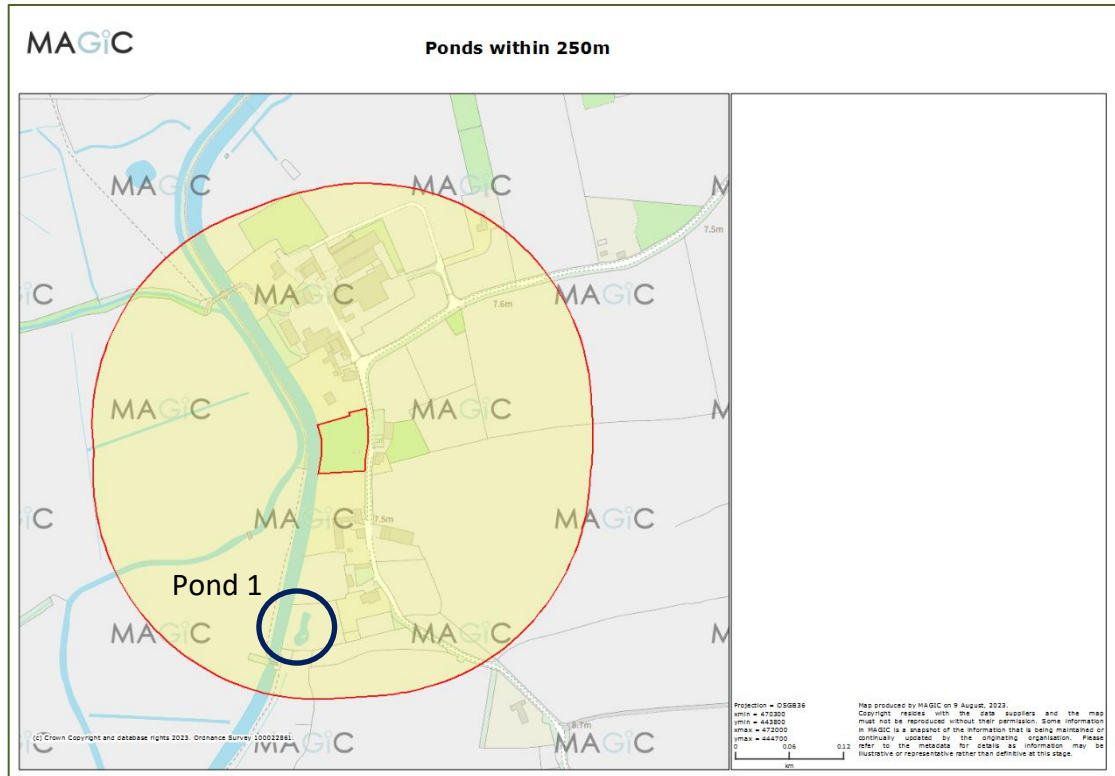 MAGiC
Ponds within 250m
MAGiC
MAGiC
M
7.5m
iC
MAGiC
7.6m
MAGiC
MAGiC
MAGiC
M
iC
MAGiC
7.5m
MAGiC
Pond 1
MAGiC
MAGiC
M
6.7m
(c) Crown Copyright and database rights 2023. Ordnance Survey 100022861.
MAGiC
MAGiC
Projection = OSGB36
xmin = 470300
ymin = 443800
xmax = 472000
ymax = 444700
0 0.06 0.12
km
Map produced by MAGIC on 9 August, 2023.
Copyright resides with the data suppliers and the map
must not be reproduced without their permission. Some information
in MAGIC is a snapshot of the information that is being maintained or
continually updated by the originating organisation. Please
refer to the metadata for details as information may be
illustrative or representative rather than definitive at this stage.